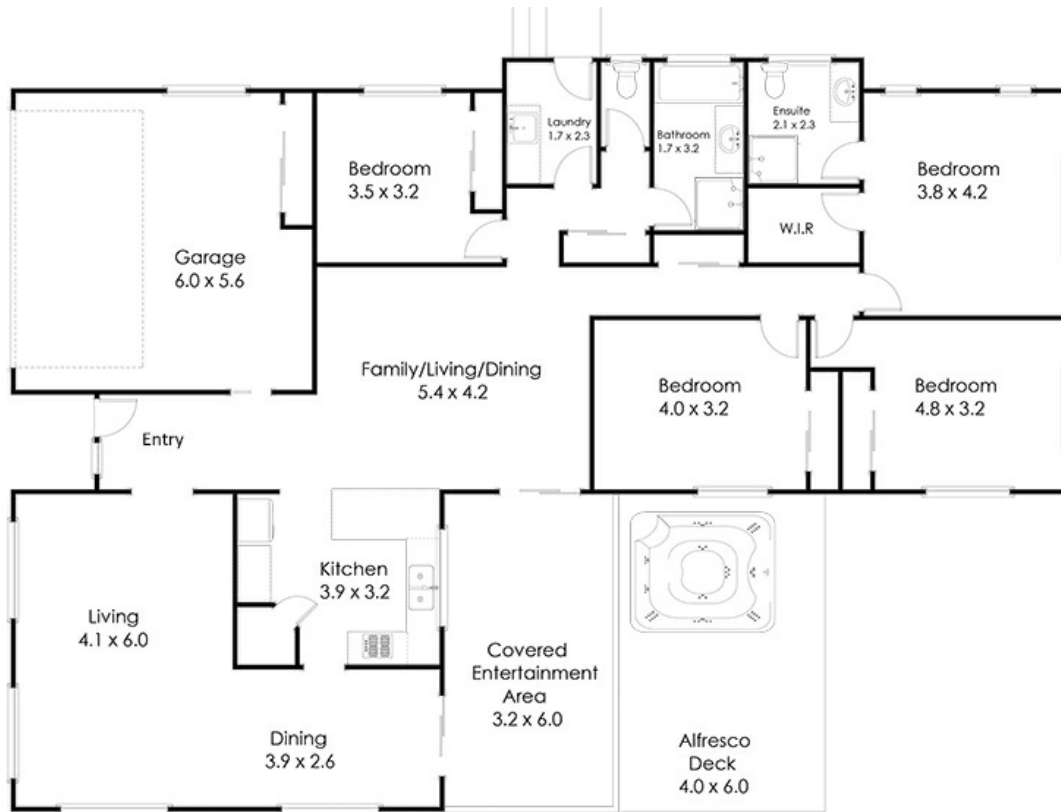 Laundry
1.7 x 2.3
Bathroom
1.7 x 3.2
Ensuite
2.1 x 2.3
Bedroom
3.5 x 3.2
Bedroom
3.8 x 4.2
W.I.R
Garage
6.0 x 5.6
Family/Living/Dining
5.4 x 4.2
Bedroom
4.0 x 3.2
Bedroom
4.8 x 3.2
Entry
Kitchen
3.9 x 3.2
Living
4.1 x 6.0
Covered
Entertainment
Area
3.2 x 6.0
Dining
3.9 x 2.6
Alfresco
Deck
4.0 x 6.0